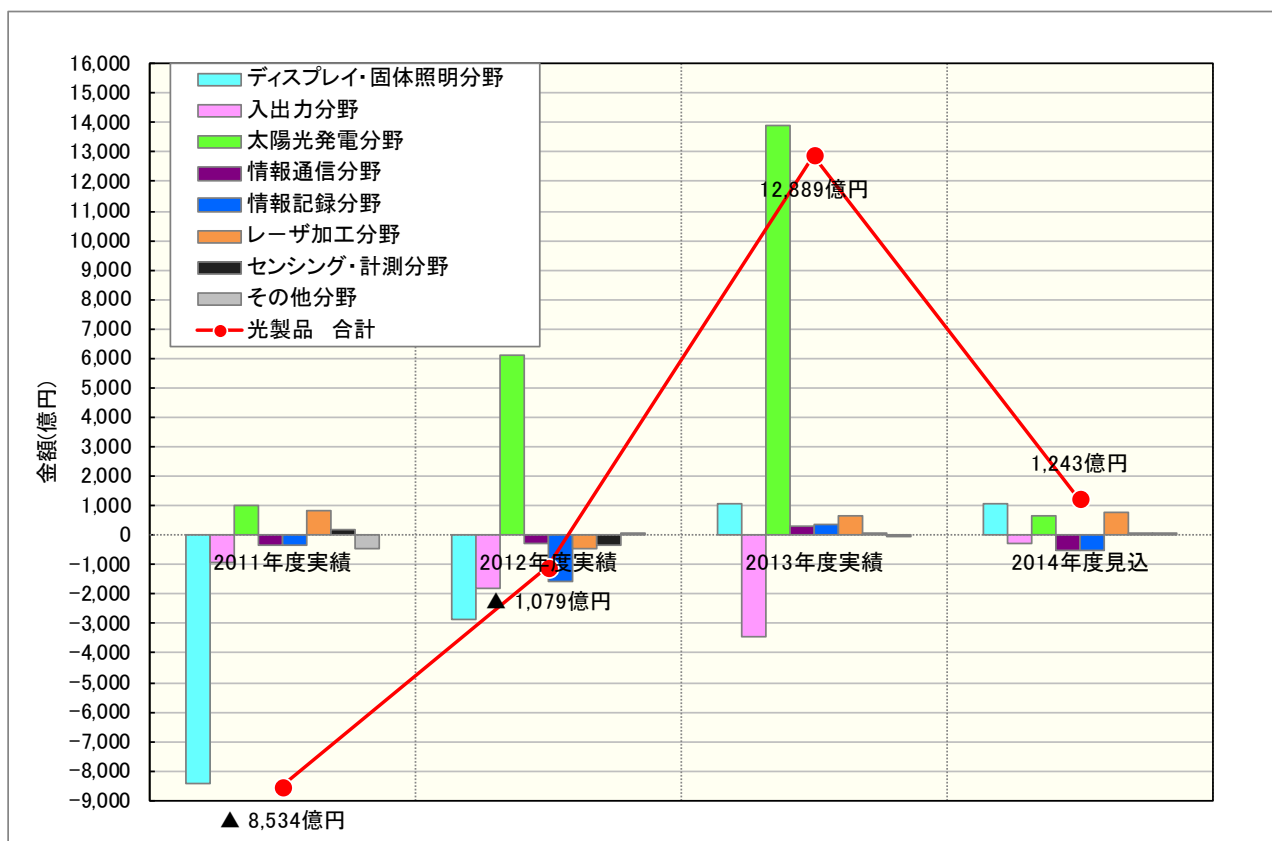 16,000
15,000
14,000
13,000
12,000
11,000
10,000
9,000
8,000
7,000
6,000
5,000
4,000
3,000
2,000
1,000
0
-1,000
-2,000
-3,000
-4,000
-5,000
-6,000
-7,000
-8,000
-9,000
金額(億円)
ディスプレイ・固体照明分野
入出力分野
太陽光発電分野
情報通信分野
情報記録分野
レーザ加工分野
センシング・計測分野
その他分野
光製品 合計
12,889億円
1,243億円
2011年度実績
2012年度実績
2013年度実績
2014年度見込
▲ 1,079億円
▲ 8,534億円